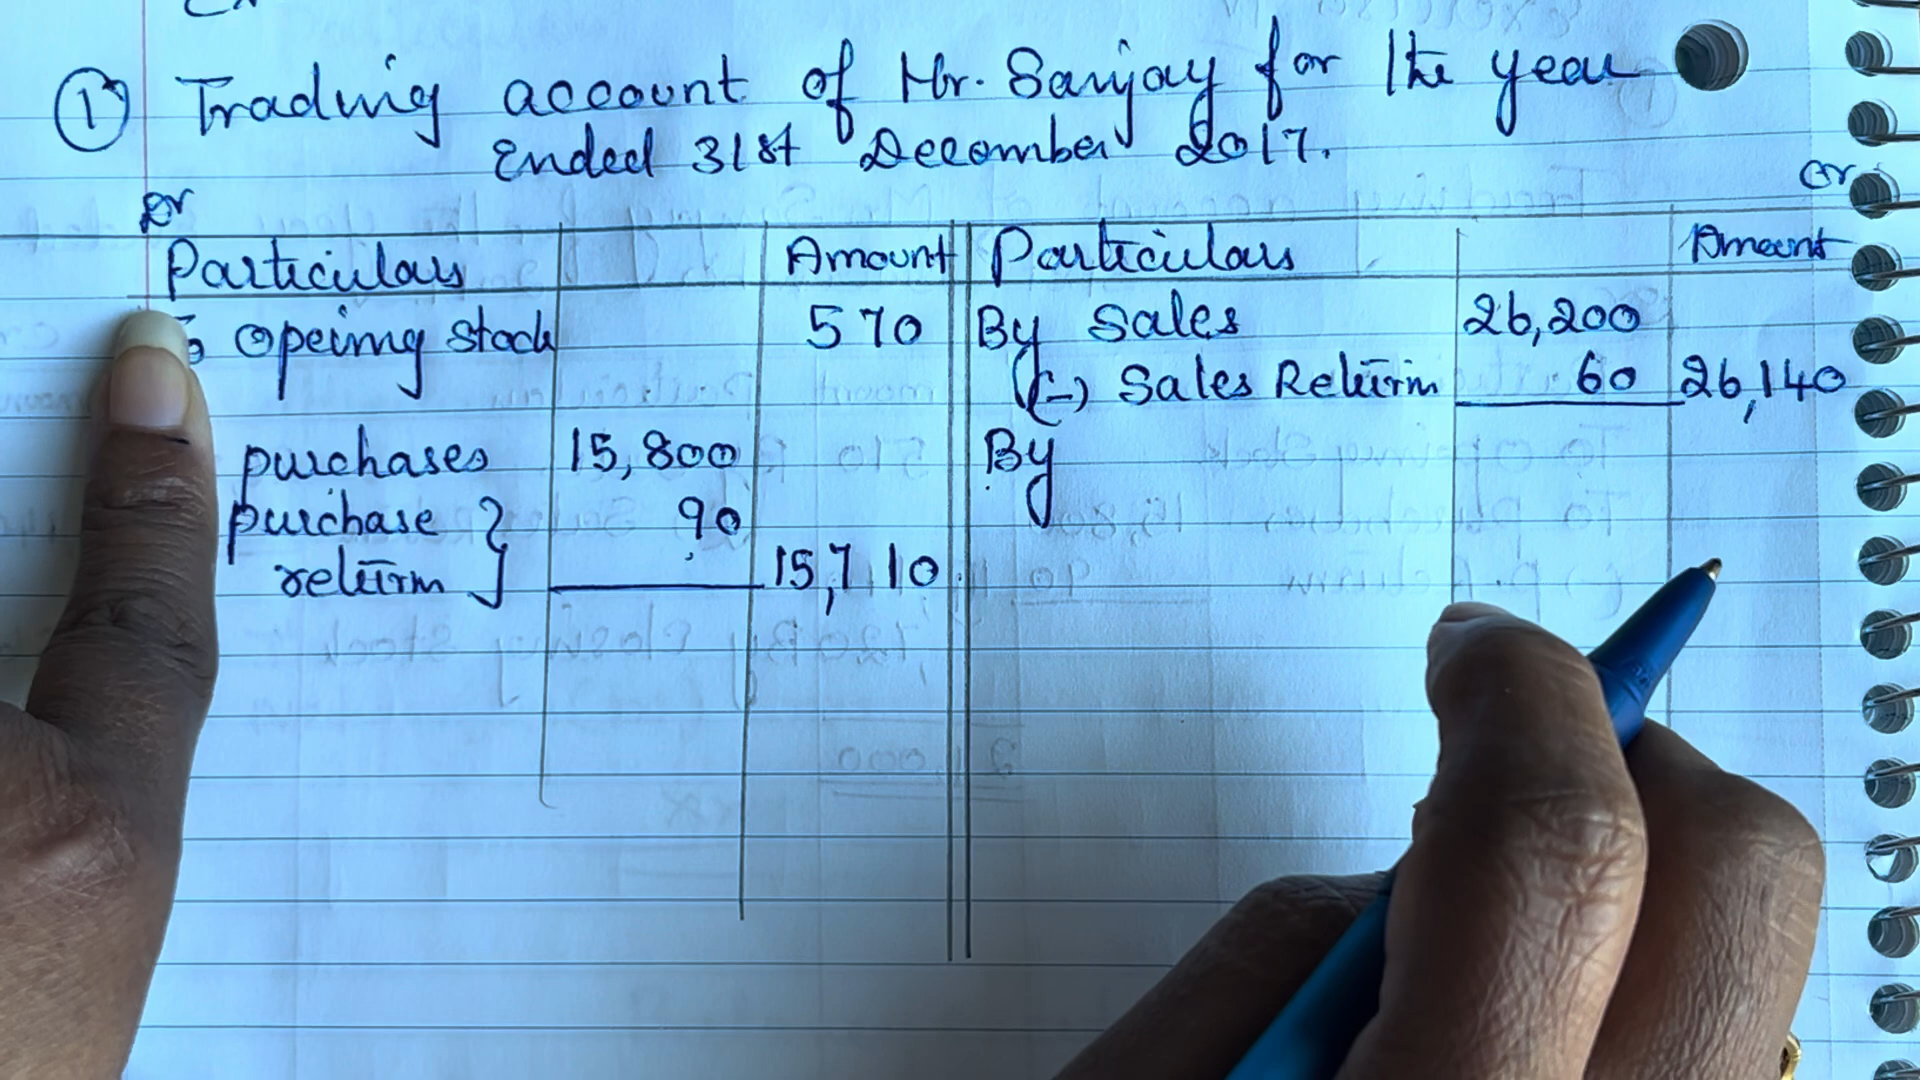 1 Trading account of Mr. Sanjay for the year
Ended 31st December 2017.
Dr Cr
Particulars Amount Particulars Amount
opeimg stock 570 By Sales 26,200
(-) Sales Return 60 26,140
purchases 15,800 By
purchase 90
return 15,710